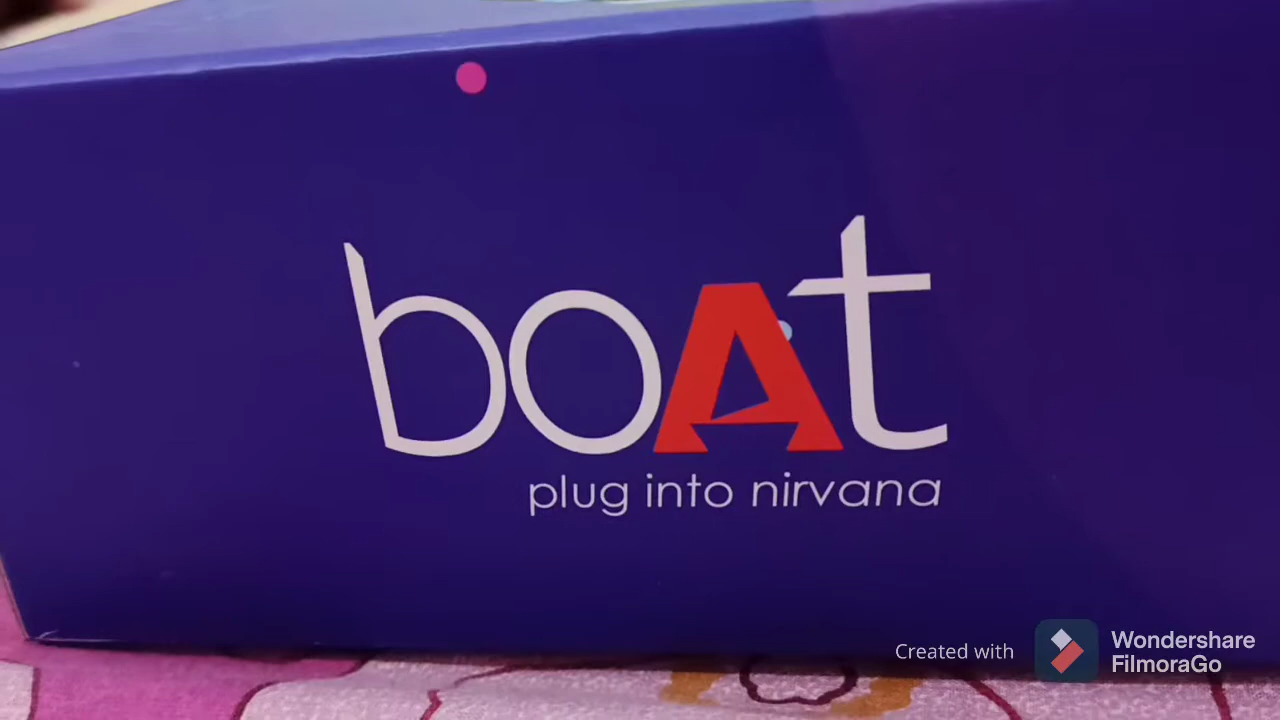 boAt
plug into nirvana
Created with
Wondershare
FilmoraGo